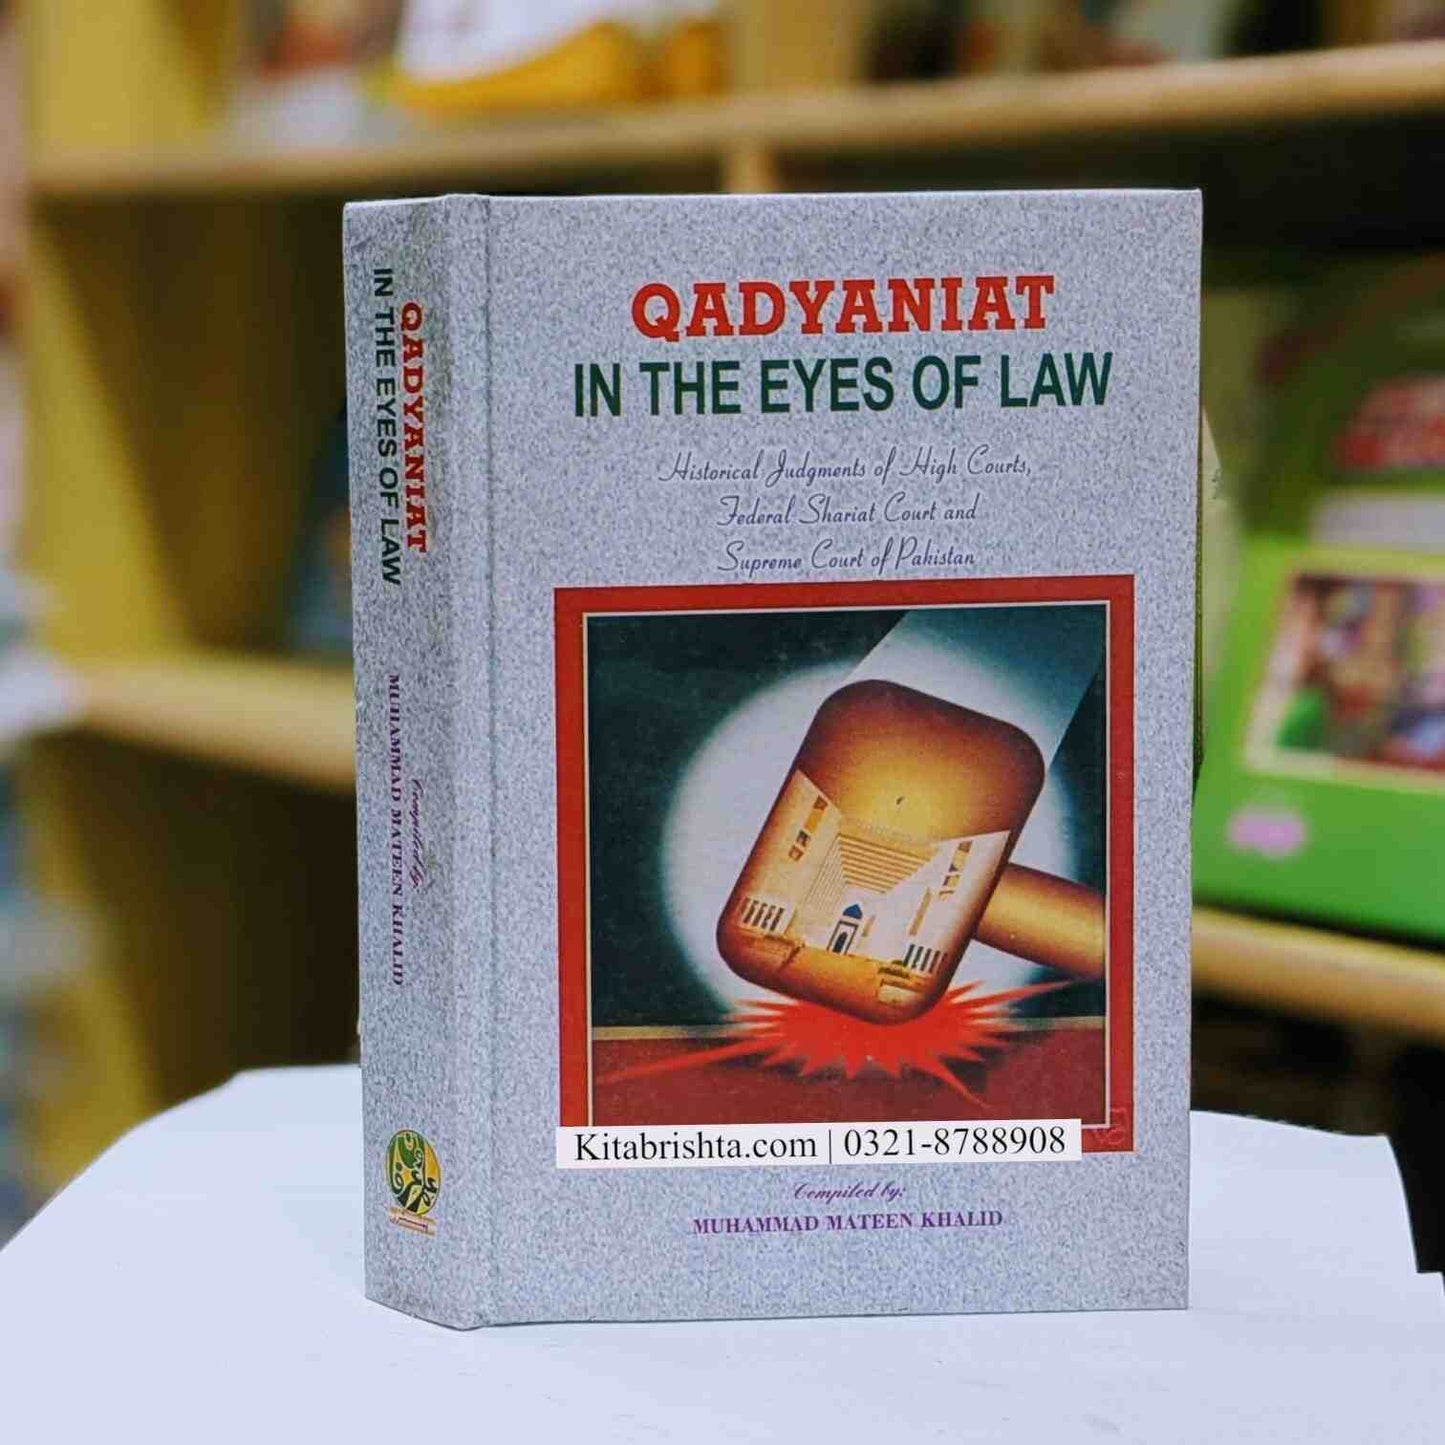 QADYANIAT
IN THE EYES OF LAW
Compiled by:
MUHAMMAD MATEEN KHALID
QADYANIAT
IN THE EYES OF LAW
Historical Judgments of High Courts,
Federal Shariat Court and
Supreme Court of Pakistan
Kitabrishta.com | 0321-8788908
Compiled by:
MUHAMMAD MATEEN KHALID